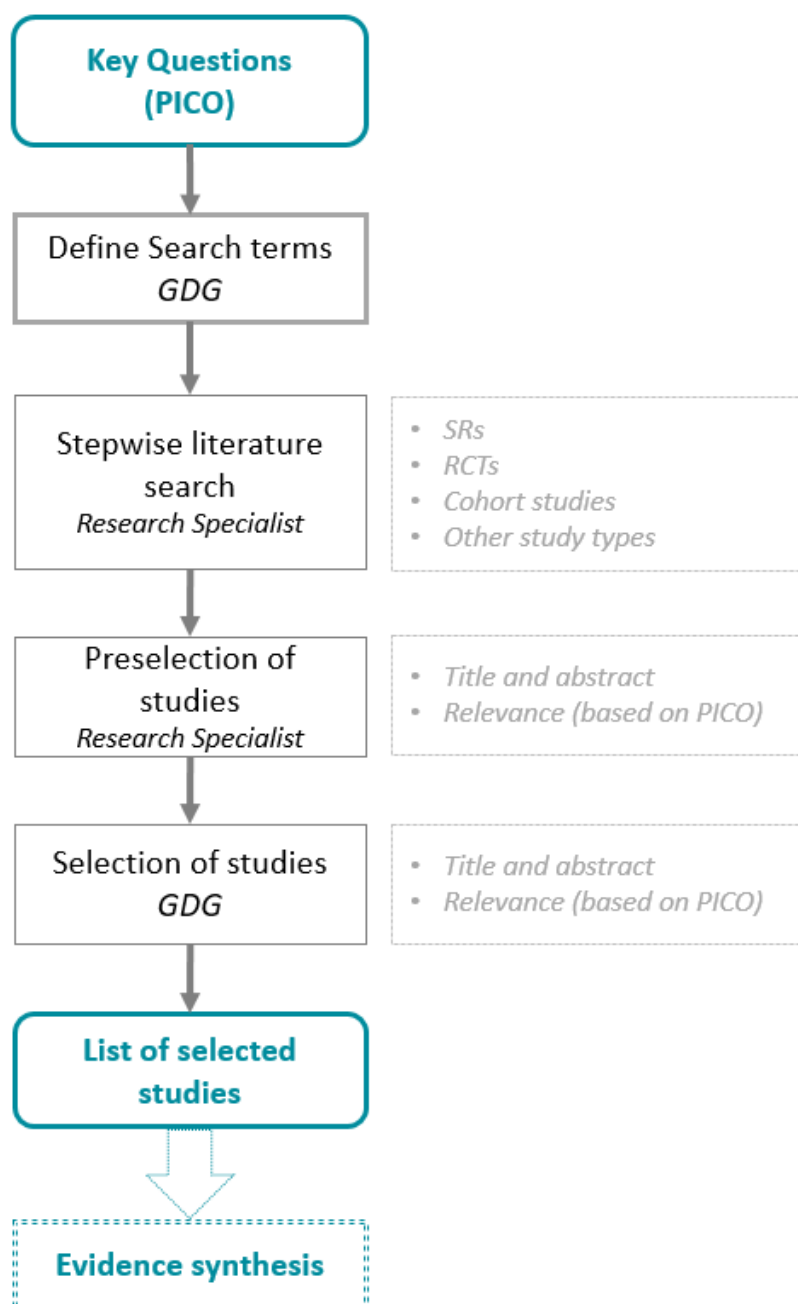 Key Questions
(PICO)
Define Search terms
GDG
Stepwise literature
search
Research Specialist
• SRs
• RCTs
• Cohort studies
• Other study types
Preselection of
studies
Research Specialist
• Title and abstract
• Relevance (based on PICO)
Selection of studies
GDG
• Title and abstract
• Relevance (based on PICO)
List of selected
studies
Evidence synthesis